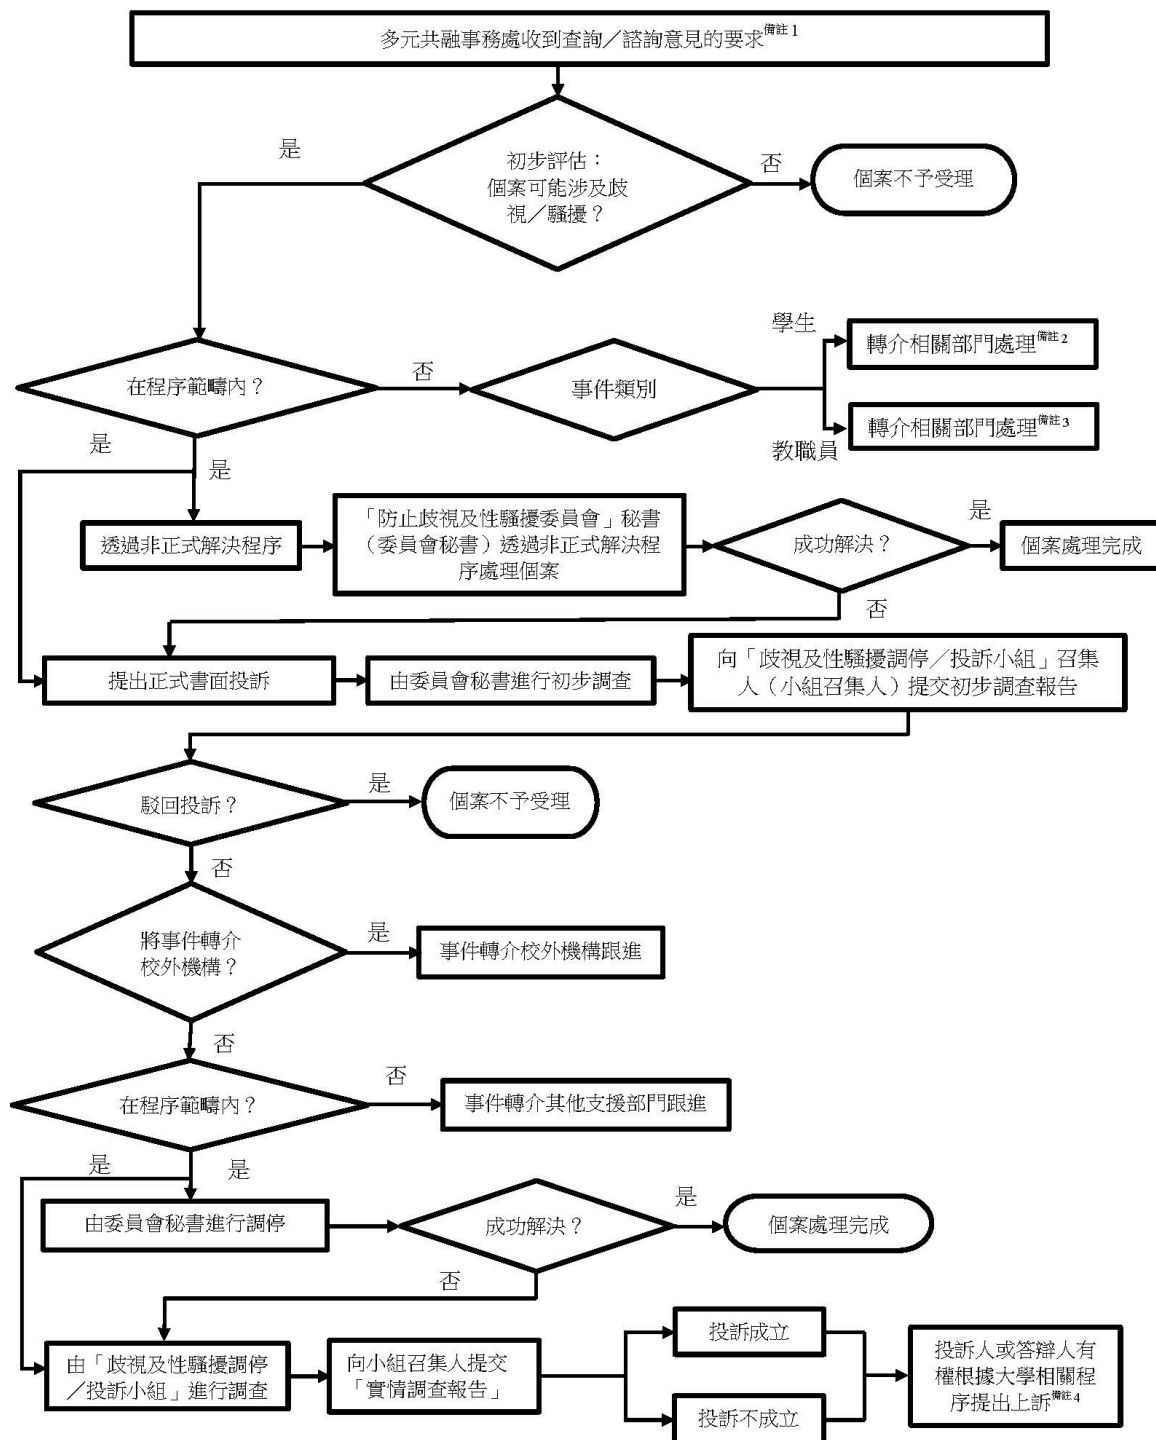 多元共融事務處收到查詢／諮詢意見的要求備註 1
是
初步評估：
個案可能涉及歧
視／騷擾？
否
個案不予受理
在程序範疇內？
否
事件類別
學生
轉介相關部門處理備註 2
教職員
轉介相關部門處理備註 3
是
是
透過非正式解決程序
「防止歧視及性騷擾委員會」秘書
（委員會秘書）透過非正式解決程
序處理個案
成功解決？
是
個案處理完成
否
提出正式書面投訴
由委員會秘書進行初步調查
向「歧視及性騷擾調停／投訴小組」召集
人（小組召集人）提交初步調查報告
駁回投訴？
是
個案不予受理
否
將事件轉介
校外機構？
是
事件轉介校外機構跟進
否
在程序範疇內？
否
事件轉介其他支援部門跟進
是
是
由委員會秘書進行調停
成功解決？
是
個案處理完成
否
由「歧視及性騷擾調停
／投訴小組」進行調查
向小組召集人提交
「實情調查報告」
投訴成立
投訴不成立
投訴人或答辯人有
權根據大學相關程
序提出上訴備註 4